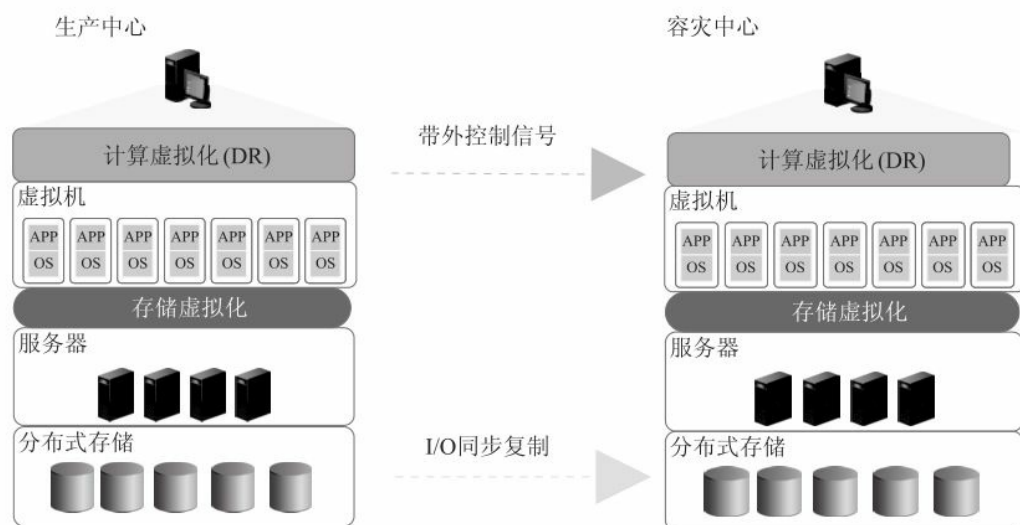 生产中心
计算虚拟化(DR)
虚拟机
APP APP APP APP APP APP APP
OS OS OS OS OS OS OS
存储虚拟化
服务器
分布式存储
带外控制信号
I/O同步复制
容灾中心
计算虚拟化(DR)
虚拟机
APP APP APP APP APP APP APP
OS OS OS OS OS OS OS
存储虚拟化
服务器
分布式存储